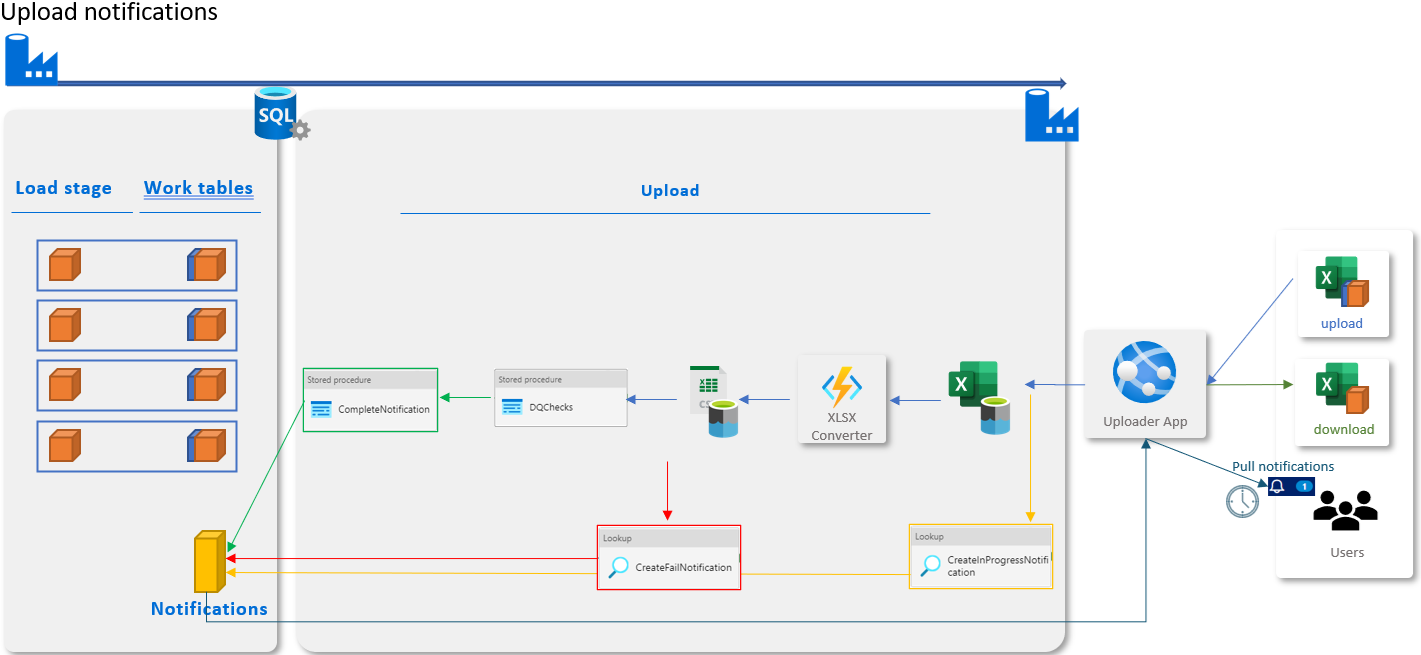 Upload notifications
SQL
Load stage
Work tables
Upload
X
upload
Stored procedure
CompleteNotification
Stored procedure
DQChecks
X
CS
XLSX
Converter
X
Uploader App
X
download
Pull notifications
1
Users
Lookup
CreateFailNotification
Lookup
CreateInProgressNotifi
cation
Notifications